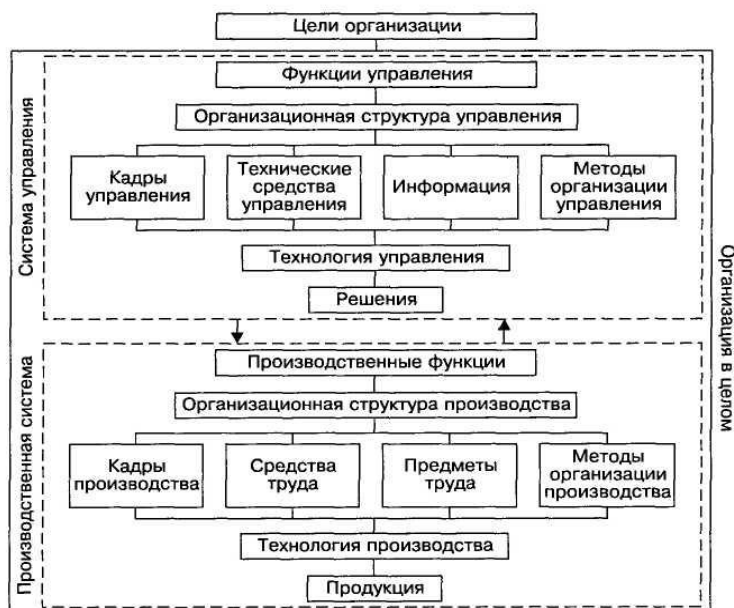 Цели организации
Система управления
Функции управления
Организационная структура управления
Кадры
управления
Технические
средства
управления
Информация
Методы
организации
управления
Технология управления
Решения
Организация в целом
Производственная система
Производственные функции
Организационная структура производства
Кадры
производства
Средства
труда
Предметы
труда
Методы
организации
производства
Технология производства
Продукция